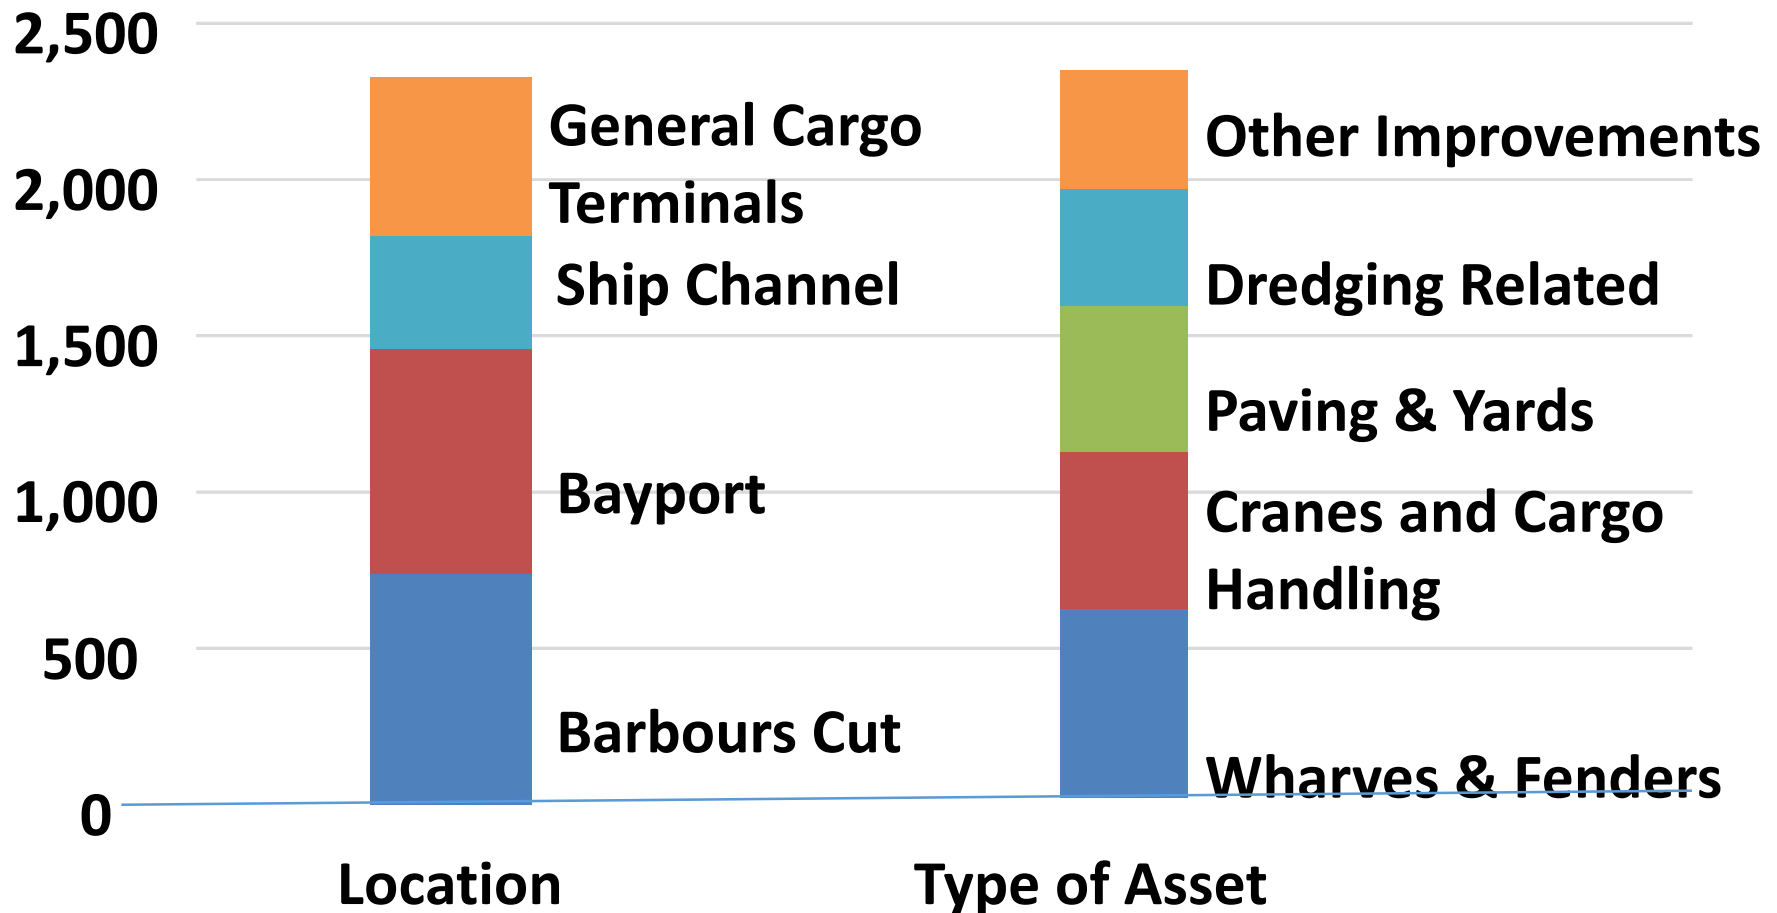 2,500
2,000
1,500
1,000
500
0
General Cargo
Terminals
Ship Channel
Bayport
Barbours Cut
Other Improvements
Dredging Related
Paving & Yards
Cranes and Cargo
Handling
Wharves & Fenders
Location
Type of Asset